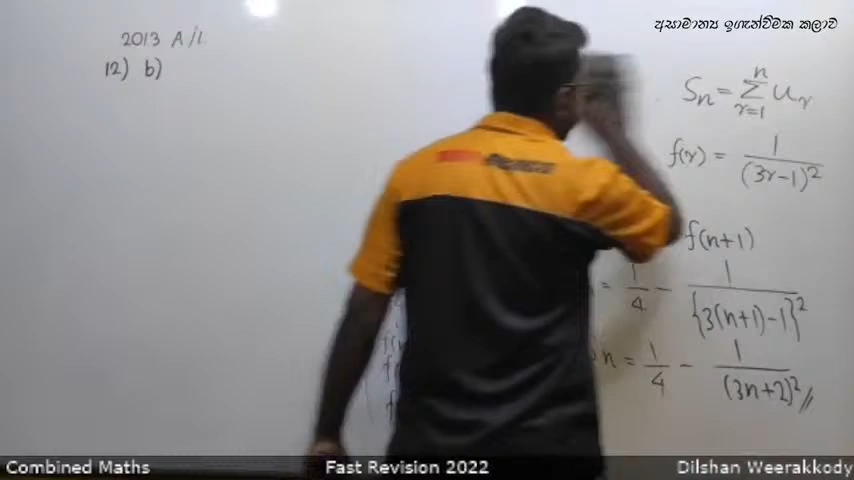 අසාමාන්‍ය ඉගැන්වීමක කලාව
2013 A/L
12) b)
Sn = Σ n r=1 Ur
f(r) = 1/(3r-1)²
f(n+1)
= 1/4 - 1/{3(n+1)-1}²
n = 1/4 - 1/(3n+2)² //
Combined Maths
Fast Revision 2022
Dilshan Weerakkody